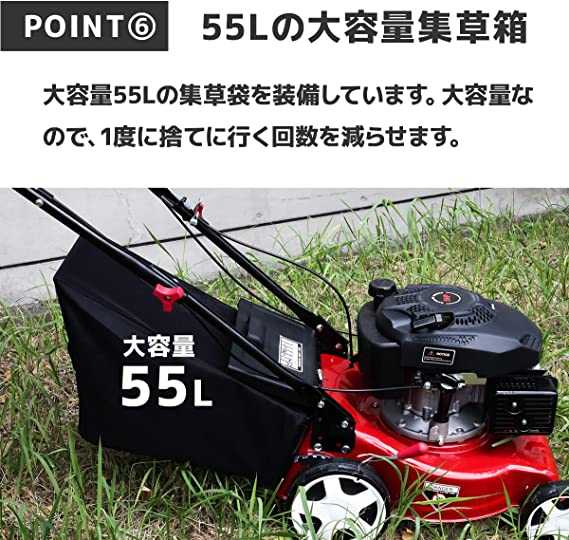 POINT⑥
55Lの大容量集草箱
大容量55Lの集草袋を装備しています。大容量な
ので、1度に捨てに行く回数を減らせます。
大容量
55L